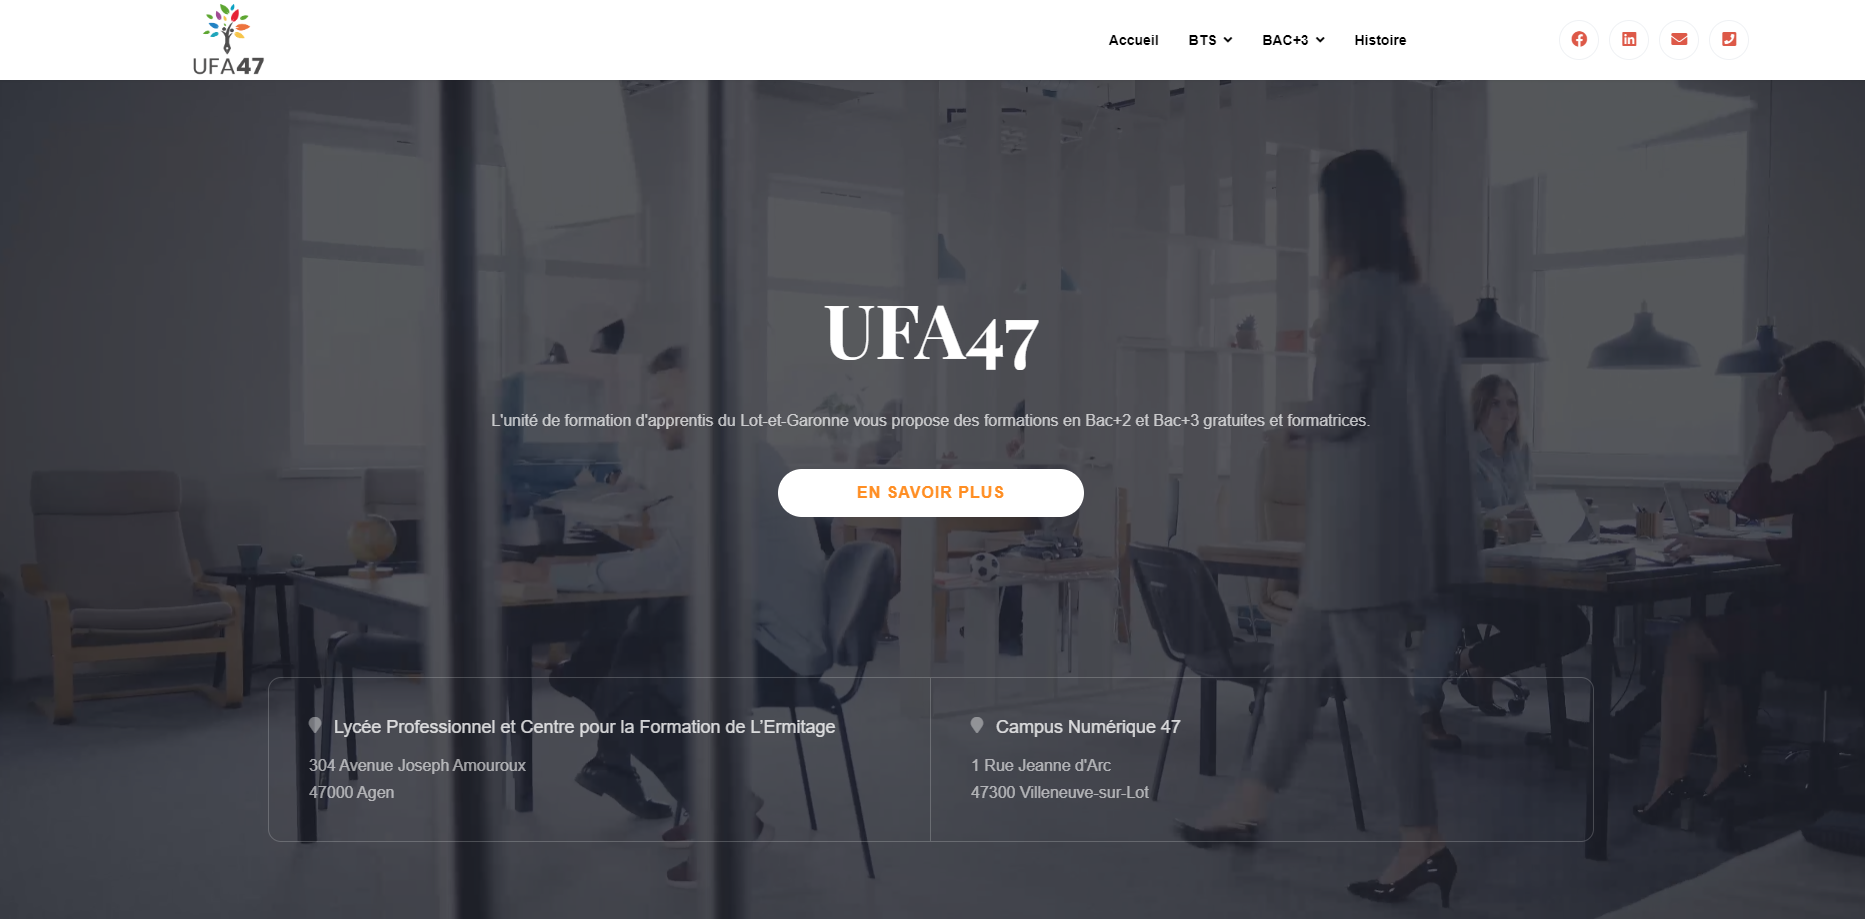 UFA47
Accueil
BTS
BAC+3
Histoire
UFA47
L'unité de formation d'apprentis du Lot-et-Garonne vous propose des formations en Bac+2 et Bac+3 gratuites et formatrices.
EN SAVOIR PLUS
Lycée Professionnel et Centre pour la Formation de L’Ermitage
304 Avenue Joseph Amouroux
47000 Agen
Campus Numérique 47
1 Rue Jeanne d'Arc
47300 Villeneuve-sur-Lot